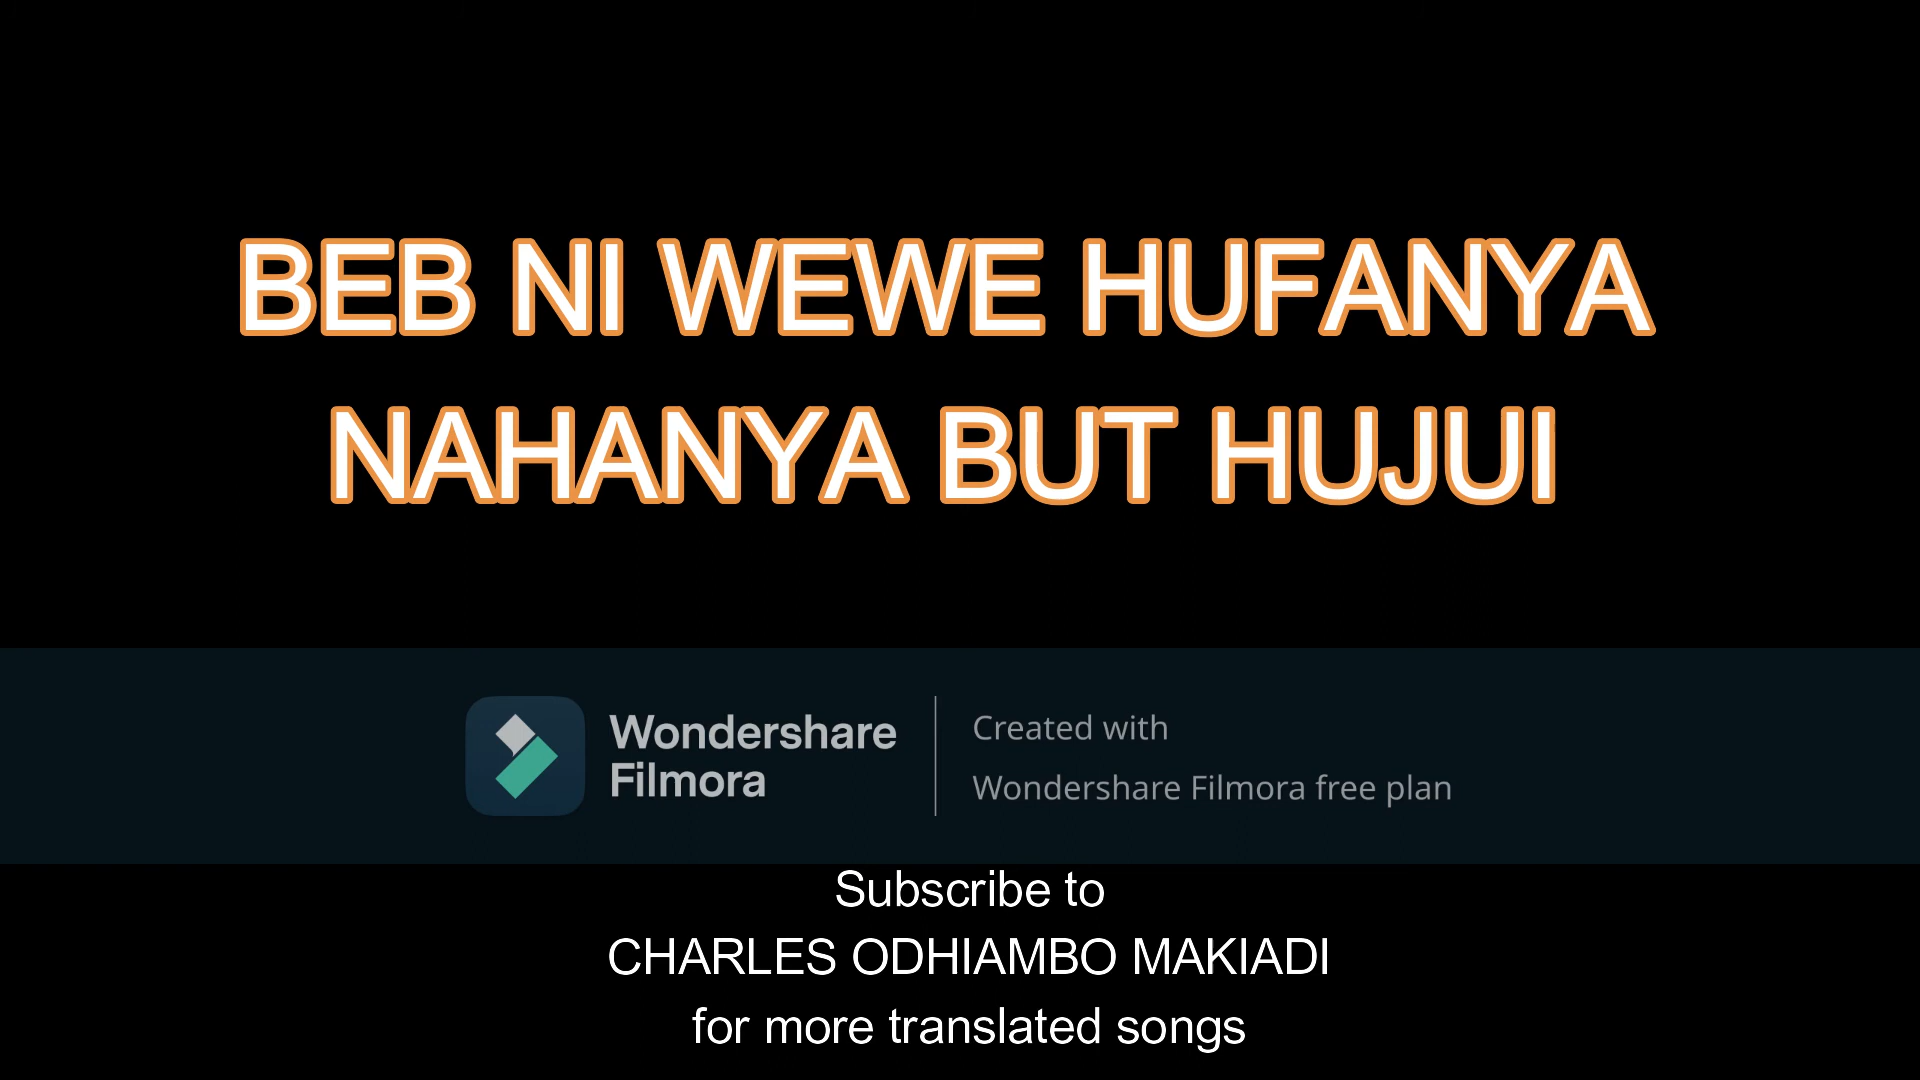 BEB NI WEWE HUFANYA
NAHANYA BUT HUJUI
Wondershare
Filmora
Created with
Wondershare Filmora free plan
Subscribe to
CHARLES ODHIAMBO MAKIADI
for more translated songs